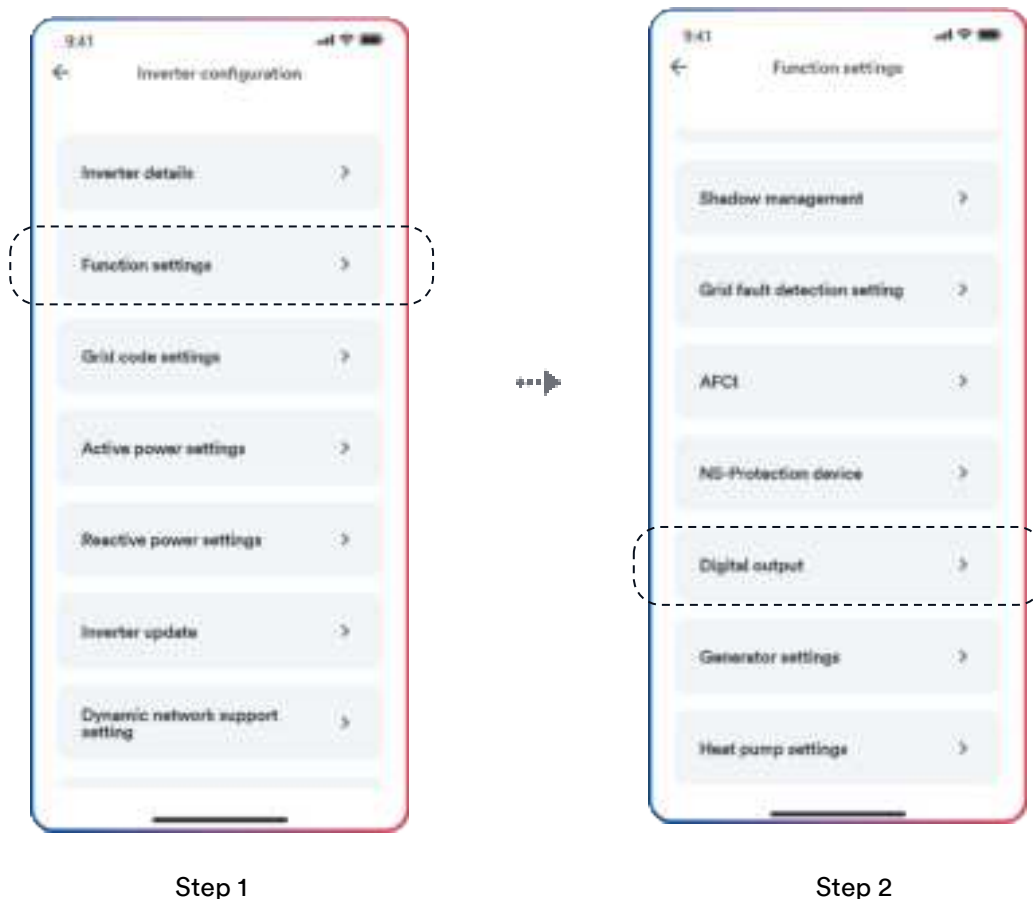 9:41
Inverter configuration
Inverter details
Function settings
Grid code settings
Active power settings
Reactive power settings
Inverter update
Dynamic network support
setting
Step 1
9:41
Function settings
Shadow management
Grid fault detection setting
AFCI
NS-Protection device
Digital output
Generator settings
Heat pump settings
Step 2